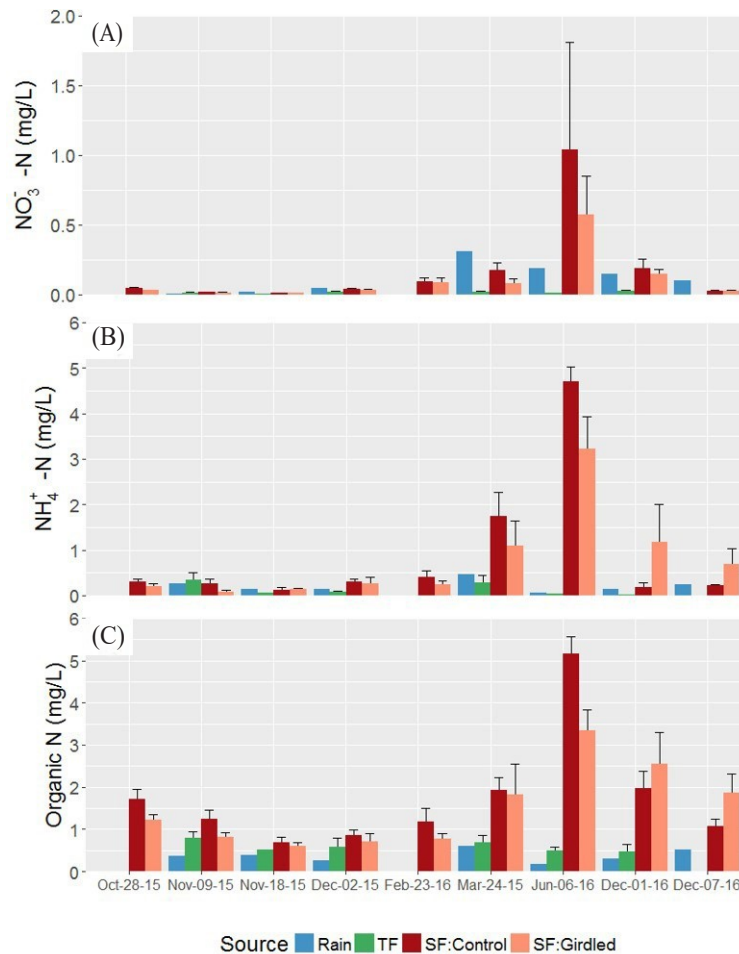 (A)
NO₃⁻ -N (mg/L)
2.0
1.5
1.0
0.5
0.0
(B)
NH₄⁺ -N (mg/L)
6
5
4
3
2
1
0
(C)
Organic N (mg/L)
6
5
4
3
2
1
0
Oct-28-15 Nov-09-15 Nov-18-15 Dec-02-15 Feb-23-16 Mar-24-15 Jun-06-16 Dec-01-16 Dec-07-16
Source Rain TF SF:Control SF:Girdled